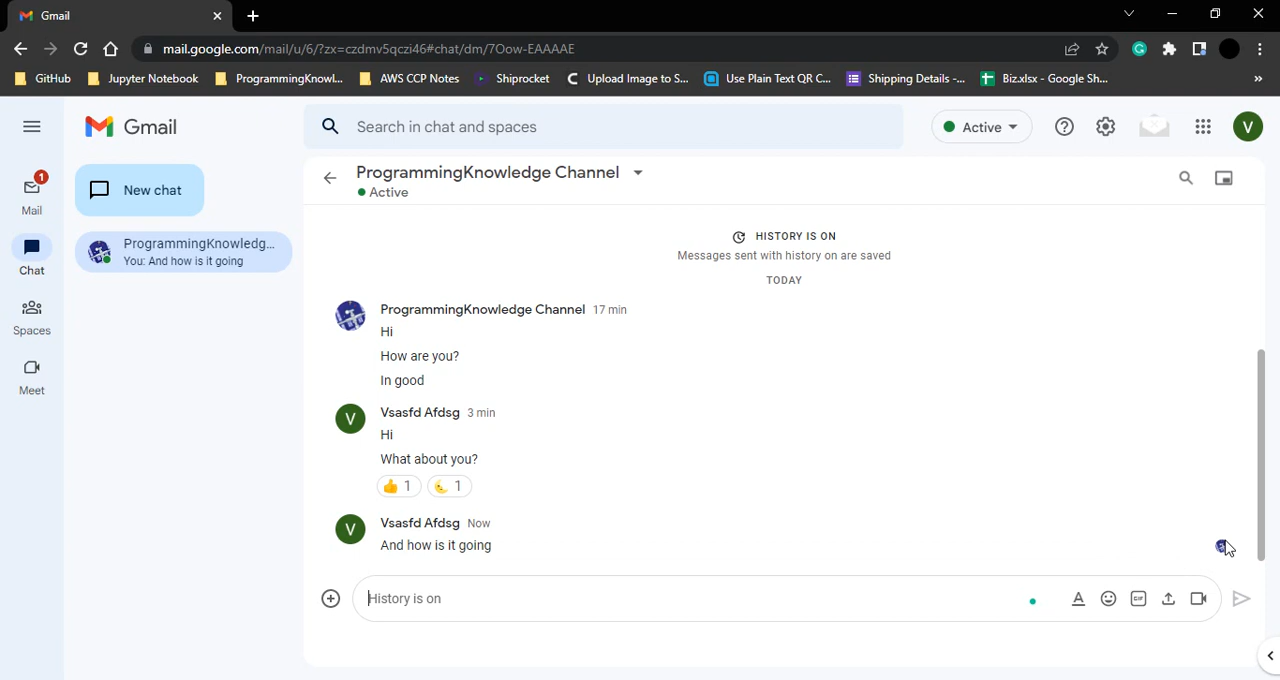 Gmail
mail.google.com/mail/u/6/?zx=czdmv5qczi46#chat/dm/7Oow-EAAAAE
GitHub
Jupyter Notebook
ProgrammingKnowl...
AWS CCP Notes
Shiprocket
Upload Image to S...
Use Plain Text QR C...
Shipping Details -...
Biz.xlsx - Google Sh...
»
Gmail
Search in chat and spaces
Active
V
1
Mail
Chat
Spaces
Meet
New chat
ProgrammingKnowledg...
You: And how is it going
ProgrammingKnowledge Channel
Active
HISTORY IS ON
Messages sent with history on are saved
TODAY
ProgrammingKnowledge Channel 17 min
Hi
How are you?
In good
V
Vsasfd Afdsg 3 min
Hi
What about you?
👍 1 🌜 1
V
Vsasfd Afdsg Now
And how is it going
History is on
GIF